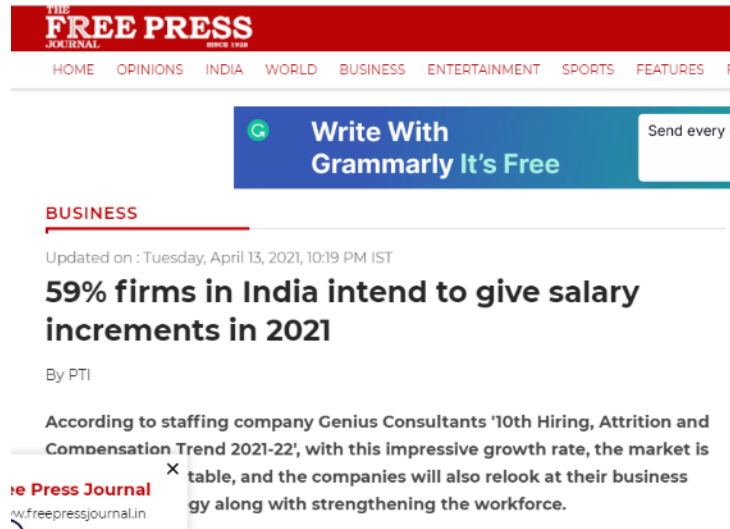 THE
FREE PRESS
JOURNAL SINCE 1928
HOME OPINIONS INDIA WORLD BUSINESS ENTERTAINMENT SPORTS FEATURES
Write With Send every
Grammarly It's Free
BUSINESS
Updated on : Tuesday, April 13, 2021, 10:19 PM IST
59% firms in India intend to give salary
increments in 2021
By PTI
According to staffing company Genius Consultants '10th Hiring, Attrition and
Compensation Trend 2021-22', with this impressive growth rate, the market is
table, and the companies will also relook at their business
gy along with strengthening the workforce.
ee Press Journal
w.freepressjournal.in